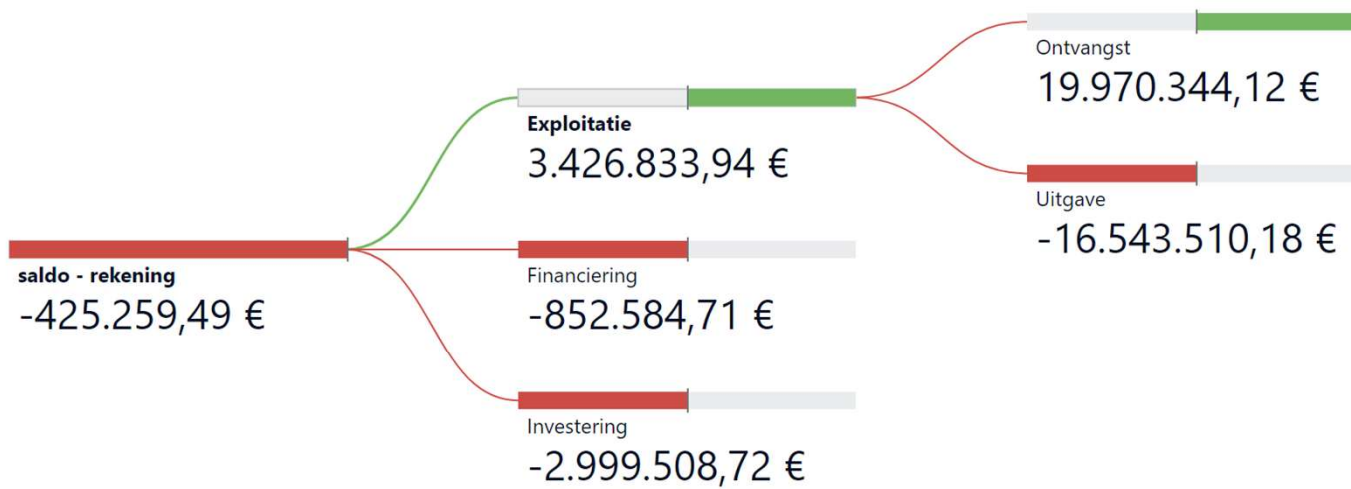 saldo - rekening
-425.259,49 €
Exploitatie
3.426.833,94 €
Financiering
-852.584,71 €
Investering
-2.999.508,72 €
Ontvangst
19.970.344,12 €
Uitgave
-16.543.510,18 €